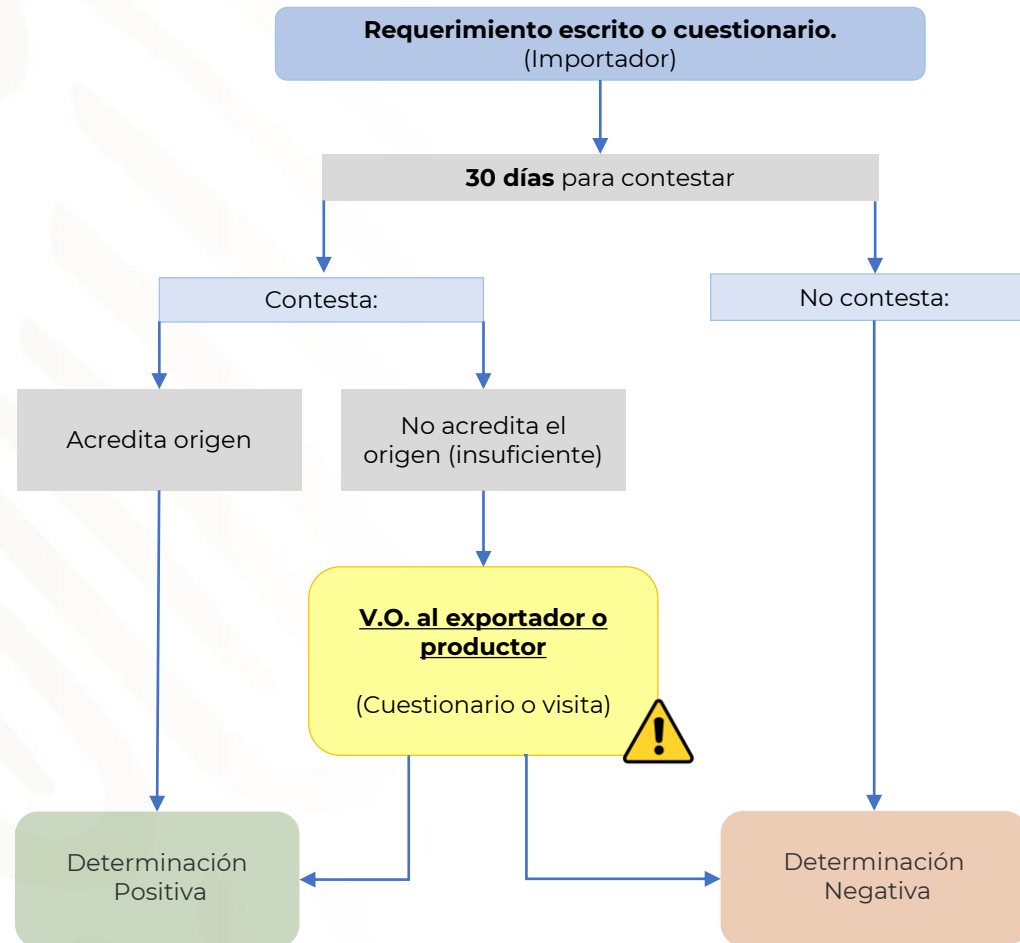 Requerimiento escrito o cuestionario.
(Importador)
30 días para contestar
Contesta:
No contesta:
Acredita origen
No acredita el
origen (insuficiente)
V.O. al exportador o
productor
(Cuestionario o visita)
Determinación
Positiva
Determinación
Negativa